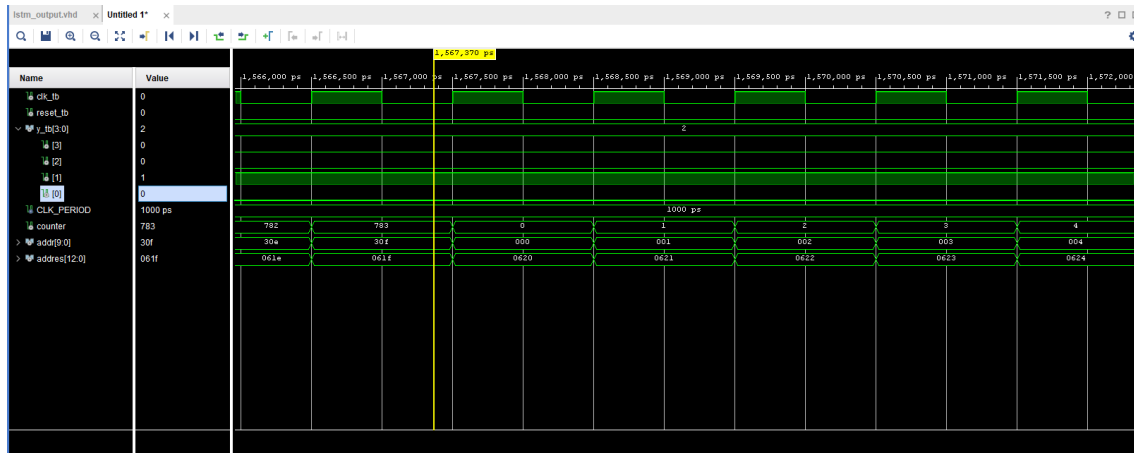 lstm_output.vhd × Untitled 1* ×
?
1,567,370 ps
Name Value
1,566,000 ps 1,566,500 ps 1,567,000 ps 1,567,500 ps 1,568,000 ps 1,568,500 ps 1,569,000 ps 1,569,500 ps 1,570,000 ps 1,570,500 ps 1,571,000 ps 1,571,500 ps 1,572,000
clk_tb 0
reset_tb 0
y_tb[3:0] 2 2
[3] 0
[2] 0
[1] 1
[0] 0
CLK_PERIOD 1000 ps 1000 ps
counter 783 782 783 0 1 2 3 4
addr[9:0] 30f 30e 30f 000 001 002 003 004
addres[12:0] 061f 061e 061f 0620 0621 0622 0623 0624